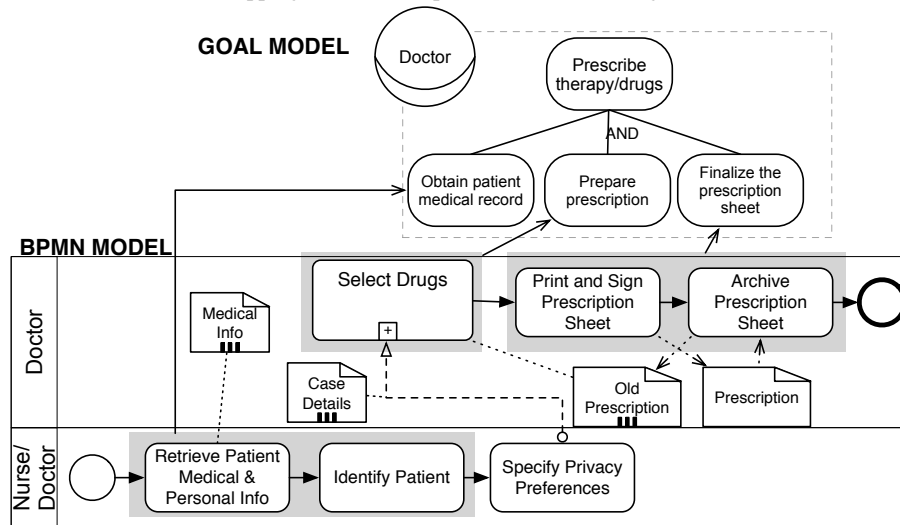 GOAL MODEL
Doctor
Prescribe
therapy/drugs
AND
Obtain patient
medical record
Prepare
prescription
Finalize the
prescription
sheet
BPMN MODEL
Doctor
Medical
Info
Select Drugs
+
Print and Sign
Prescription
Sheet
Archive
Prescription
Sheet
Case
Details
Old
Prescription
Prescription
Nurse/
Doctor
Retrieve Patient
Medical &
Personal Info
Identify Patient
Specify Privacy
Preferences